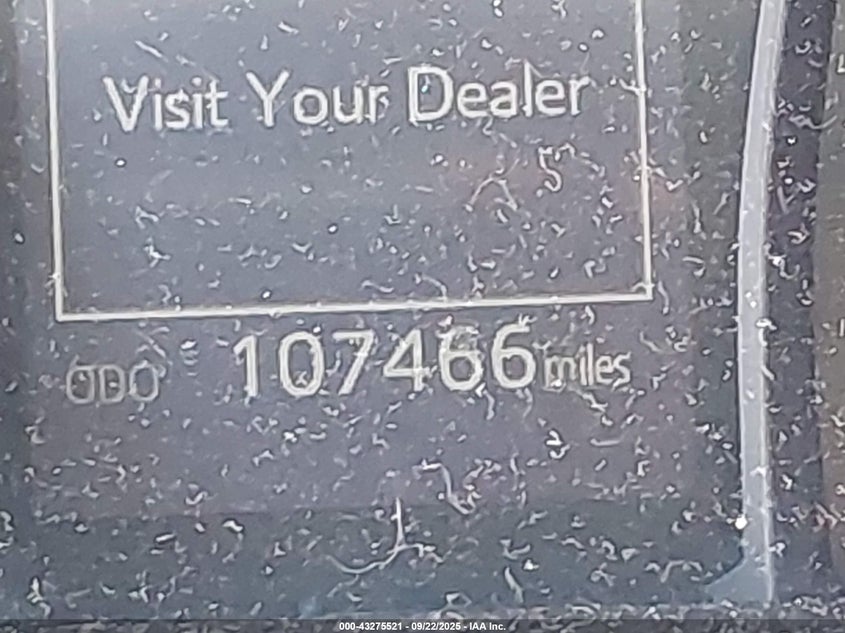 Visit Your Dealer
ODO 107466 miles
000-43275521 - 09/22/2025 - IAA Inc.